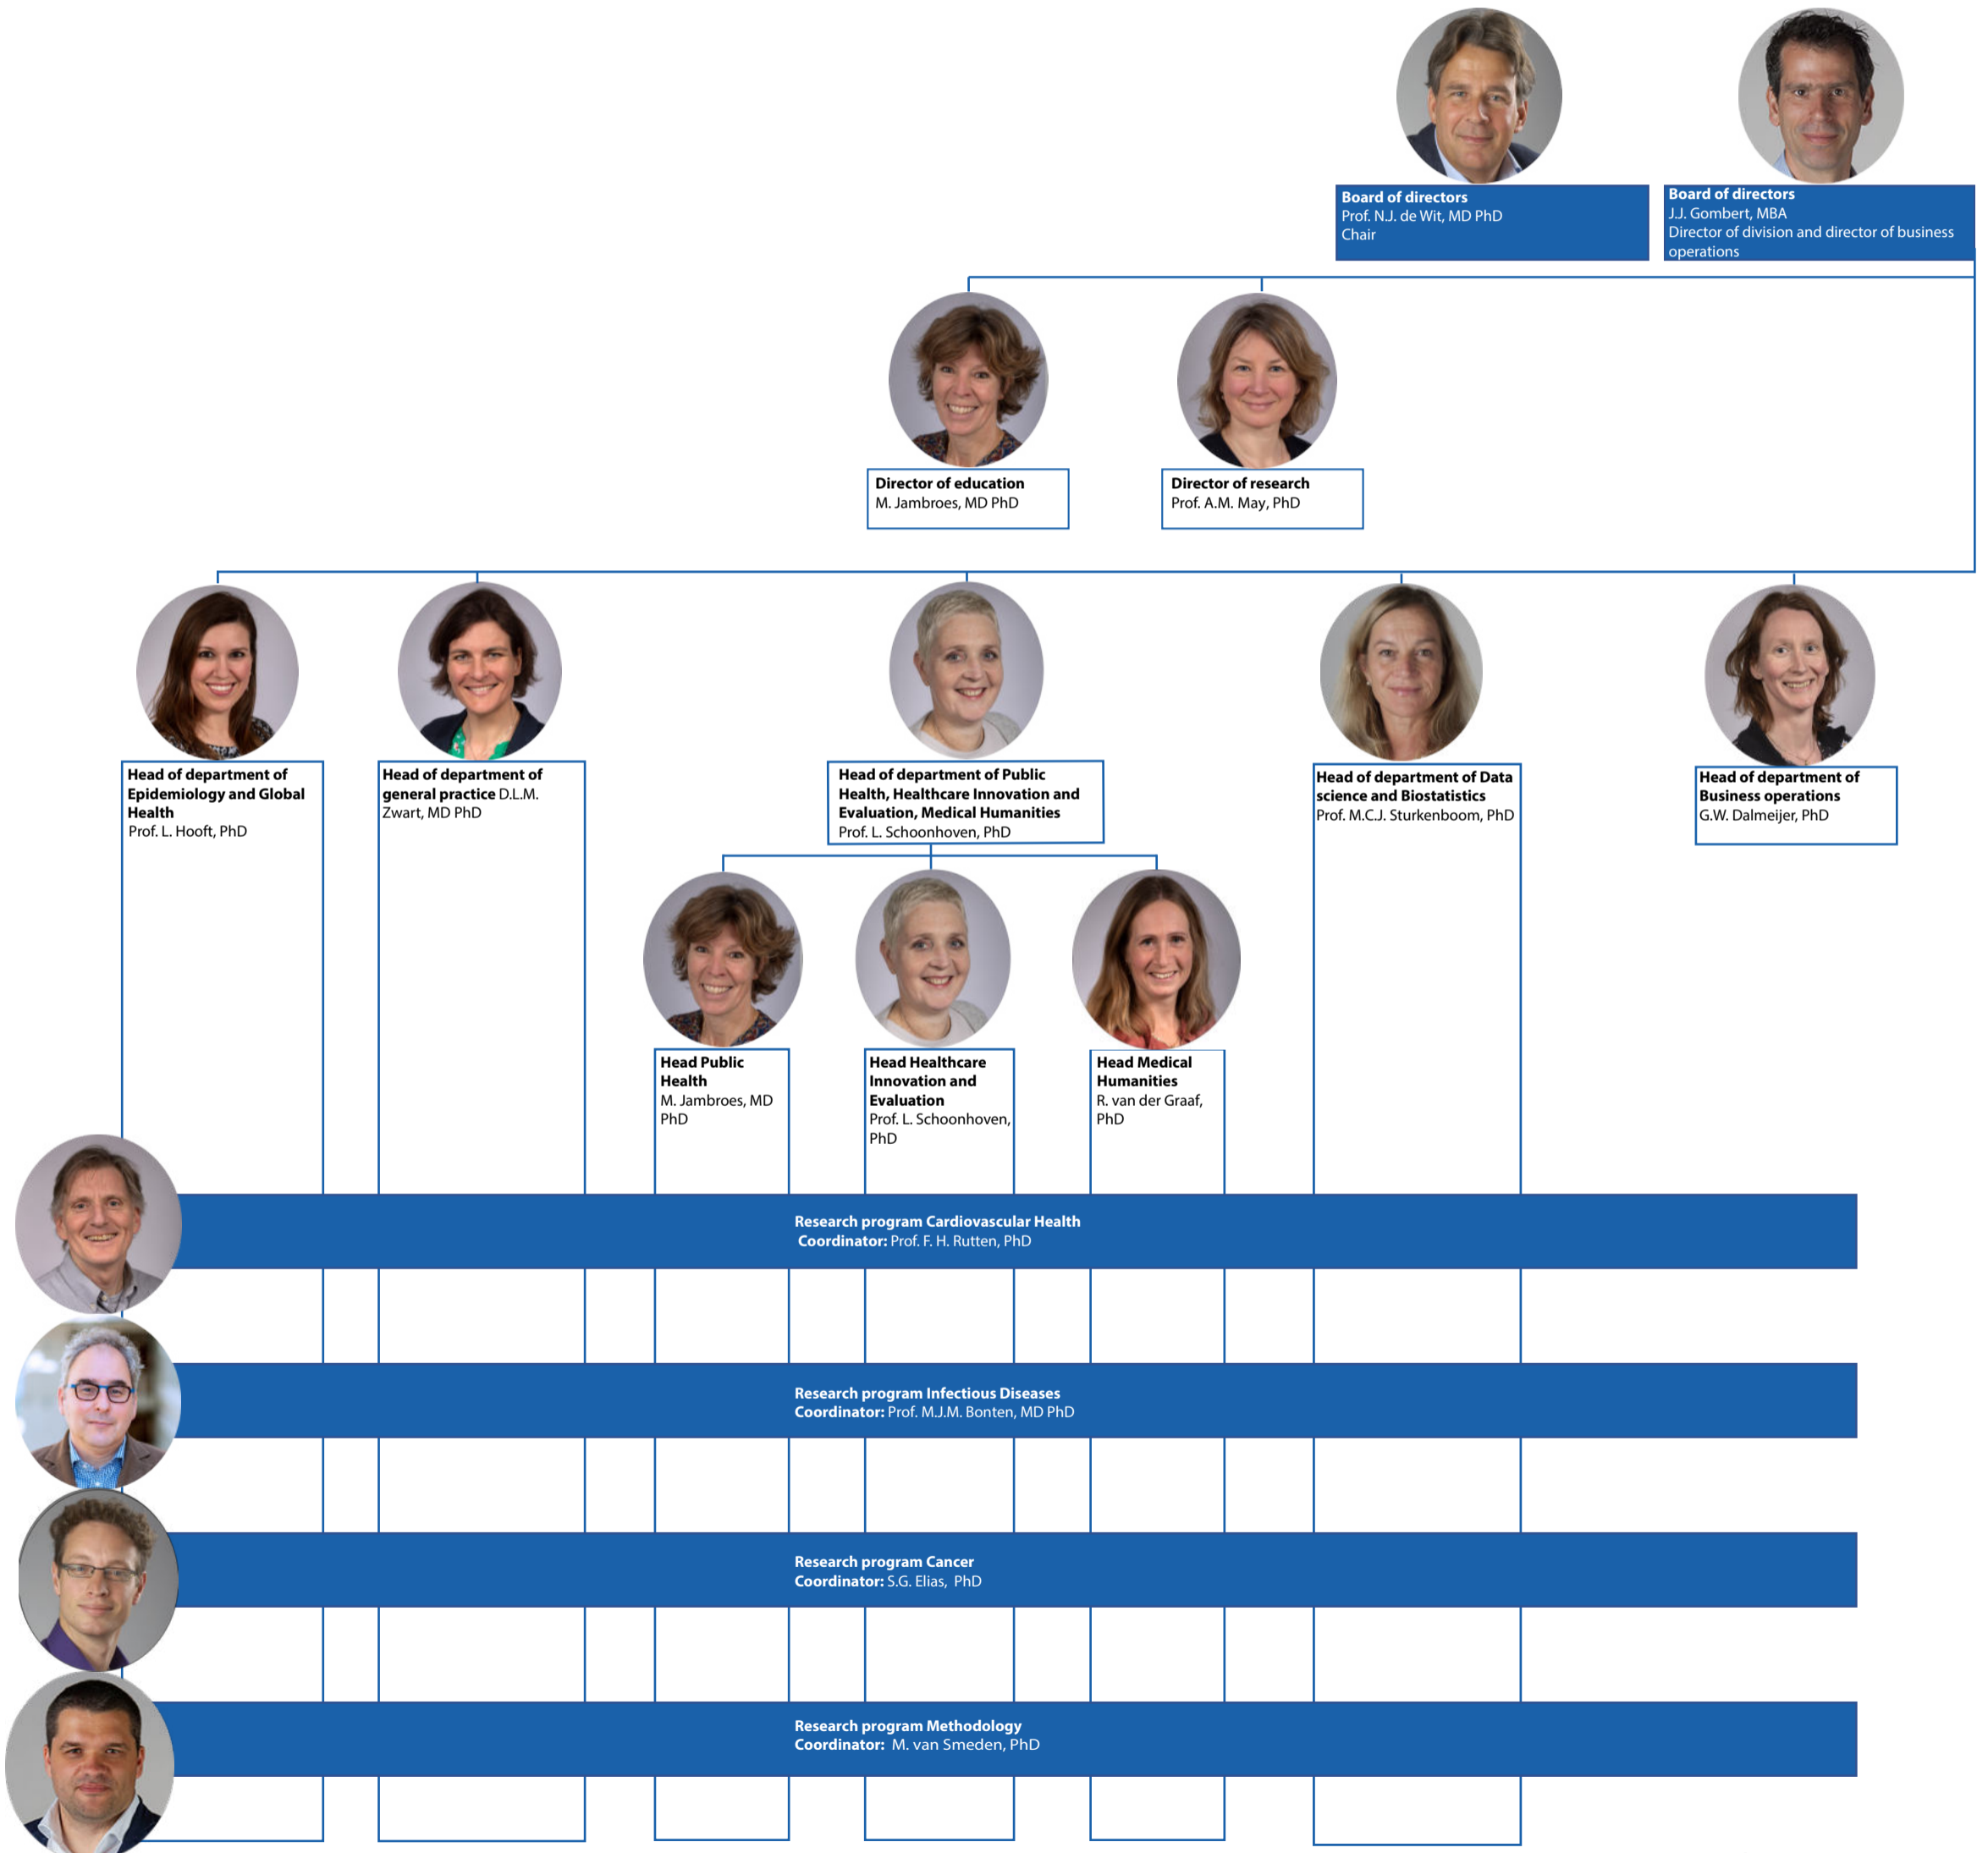 Board of directors
Prof. N.J. de Wit, MD PhD
Chair
Board of directors
J.J. Gombert, MBA
Director of division and director of business
operations
Director of education
M. Jambroes, MD PhD
Director of research
Prof. A.M. May, PhD
Head of department of
Epidemiology and Global
Health
Prof. L. Hooft, PhD
Head of department of
general practice D.L.M.
Zwart, MD PhD
Head of department of Public
Health, Healthcare Innovation and
Evaluation, Medical Humanities
Prof. L. Schoonhoven, PhD
Head of department of Data
science and Biostatistics
Prof. M.C.J. Sturkenboom, PhD
Head of department of
Business operations
G.W. Dalmeijer, PhD
Head Public
Health
M. Jambroes, MD
PhD
Head Healthcare
Innovation and
Evaluation
Prof. L. Schoonhoven,
PhD
Head Medical
Humanities
R. van der Graaf,
PhD
Research program Cardiovascular Health
Coordinator: Prof. F. H. Rutten, PhD
Research program Infectious Diseases
Coordinator: Prof. M.J.M. Bonten, MD PhD
Research program Cancer
Coordinator: S.G. Elias, PhD
Research program Methodology
Coordinator: M. van Smeden, PhD